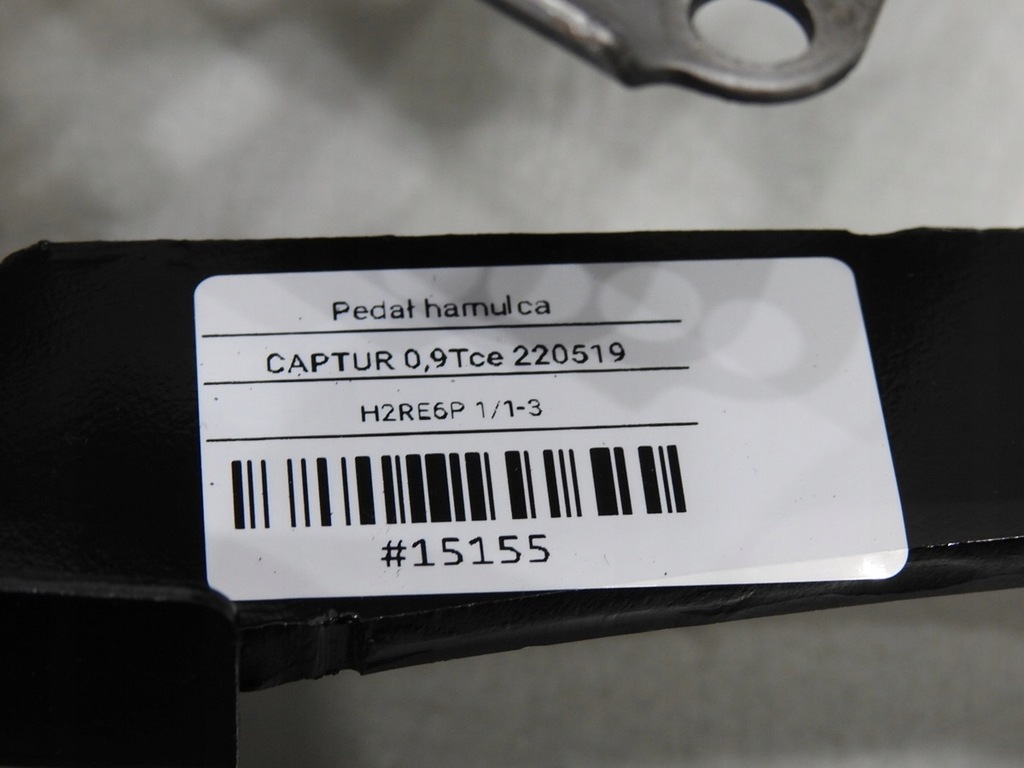 Pedał hamulca
CAPTUR 0,9Tce 220519
H2RE6P 1/1-3
#15155